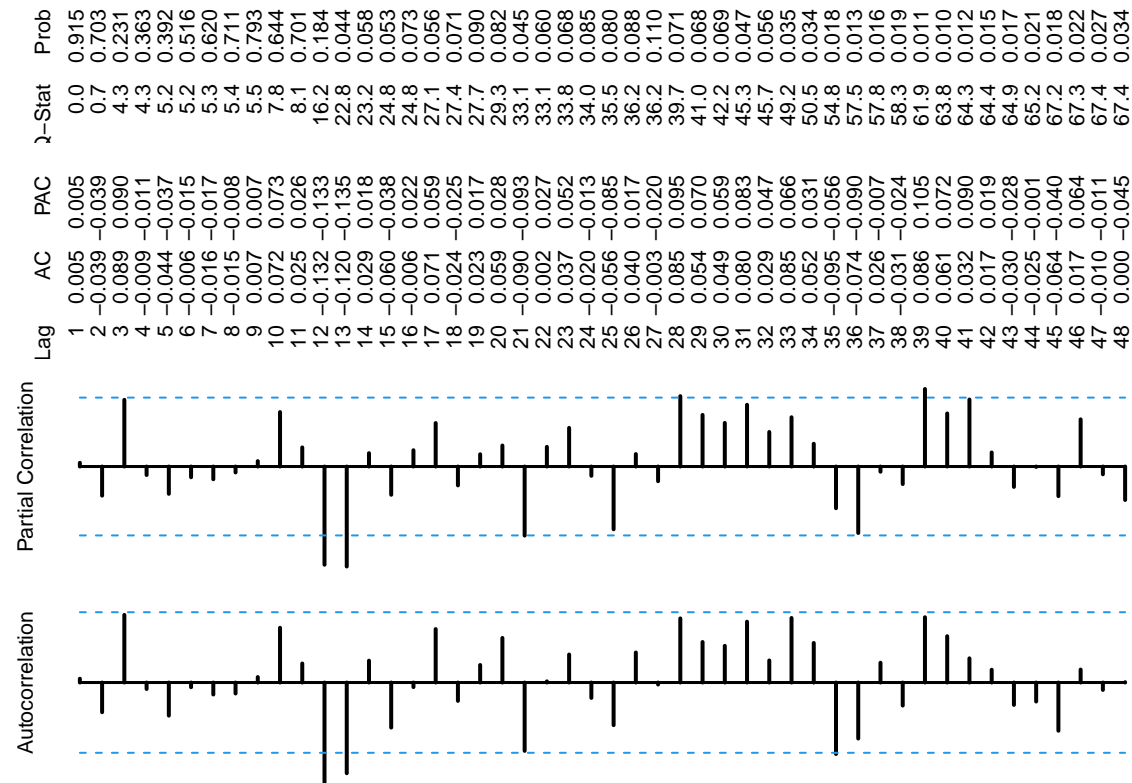 Autocorrelation Partial Correlation Lag AC PAC Q−Stat Prob
1 0.005 0.005 0.0 0.915
2 −0.039 −0.039 0.7 0.703
3 0.089 0.090 4.3 0.231
4 −0.009 −0.011 4.3 0.363
5 −0.044 −0.037 5.2 0.392
6 −0.006 −0.015 5.2 0.516
7 −0.016 −0.017 5.3 0.620
8 −0.015 −0.008 5.4 0.711
9 0.007 0.007 5.5 0.793
10 0.072 0.073 7.8 0.644
11 0.025 0.026 8.1 0.701
12 −0.132 −0.133 16.2 0.184
13 −0.120 −0.135 22.8 0.044
14 0.029 0.018 23.2 0.058
15 −0.060 −0.038 24.8 0.053
16 −0.006 0.022 24.8 0.073
17 0.071 0.059 27.1 0.056
18 −0.024 −0.025 27.4 0.071
19 0.023 0.017 27.7 0.090
20 0.059 0.028 29.3 0.082
21 −0.090 −0.093 33.1 0.045
22 0.002 0.027 33.1 0.060
23 0.037 0.052 33.8 0.068
24 −0.020 −0.013 34.0 0.085
25 −0.056 −0.085 35.5 0.080
26 0.040 0.017 36.2 0.088
27 −0.003 −0.020 36.2 0.110
28 0.085 0.095 39.7 0.071
29 0.054 0.070 41.0 0.068
30 0.049 0.059 42.2 0.069
31 0.080 0.083 45.3 0.047
32 0.029 0.047 45.7 0.056
33 0.085 0.066 49.2 0.035
34 0.052 0.031 50.5 0.034
35 −0.095 −0.056 54.8 0.018
36 −0.074 −0.090 57.5 0.013
37 0.026 −0.007 57.8 0.016
38 −0.031 −0.024 58.3 0.019
39 0.086 0.105 61.9 0.011
40 0.061 0.072 63.8 0.010
41 0.032 0.090 64.3 0.012
42 0.017 0.019 64.4 0.015
43 −0.030 −0.028 64.9 0.017
44 −0.025 −0.001 65.2 0.021
45 −0.064 −0.040 67.2 0.018
46 0.017 0.064 67.3 0.022
47 −0.010 −0.011 67.4 0.027
48 0.000 −0.045 67.4 0.034